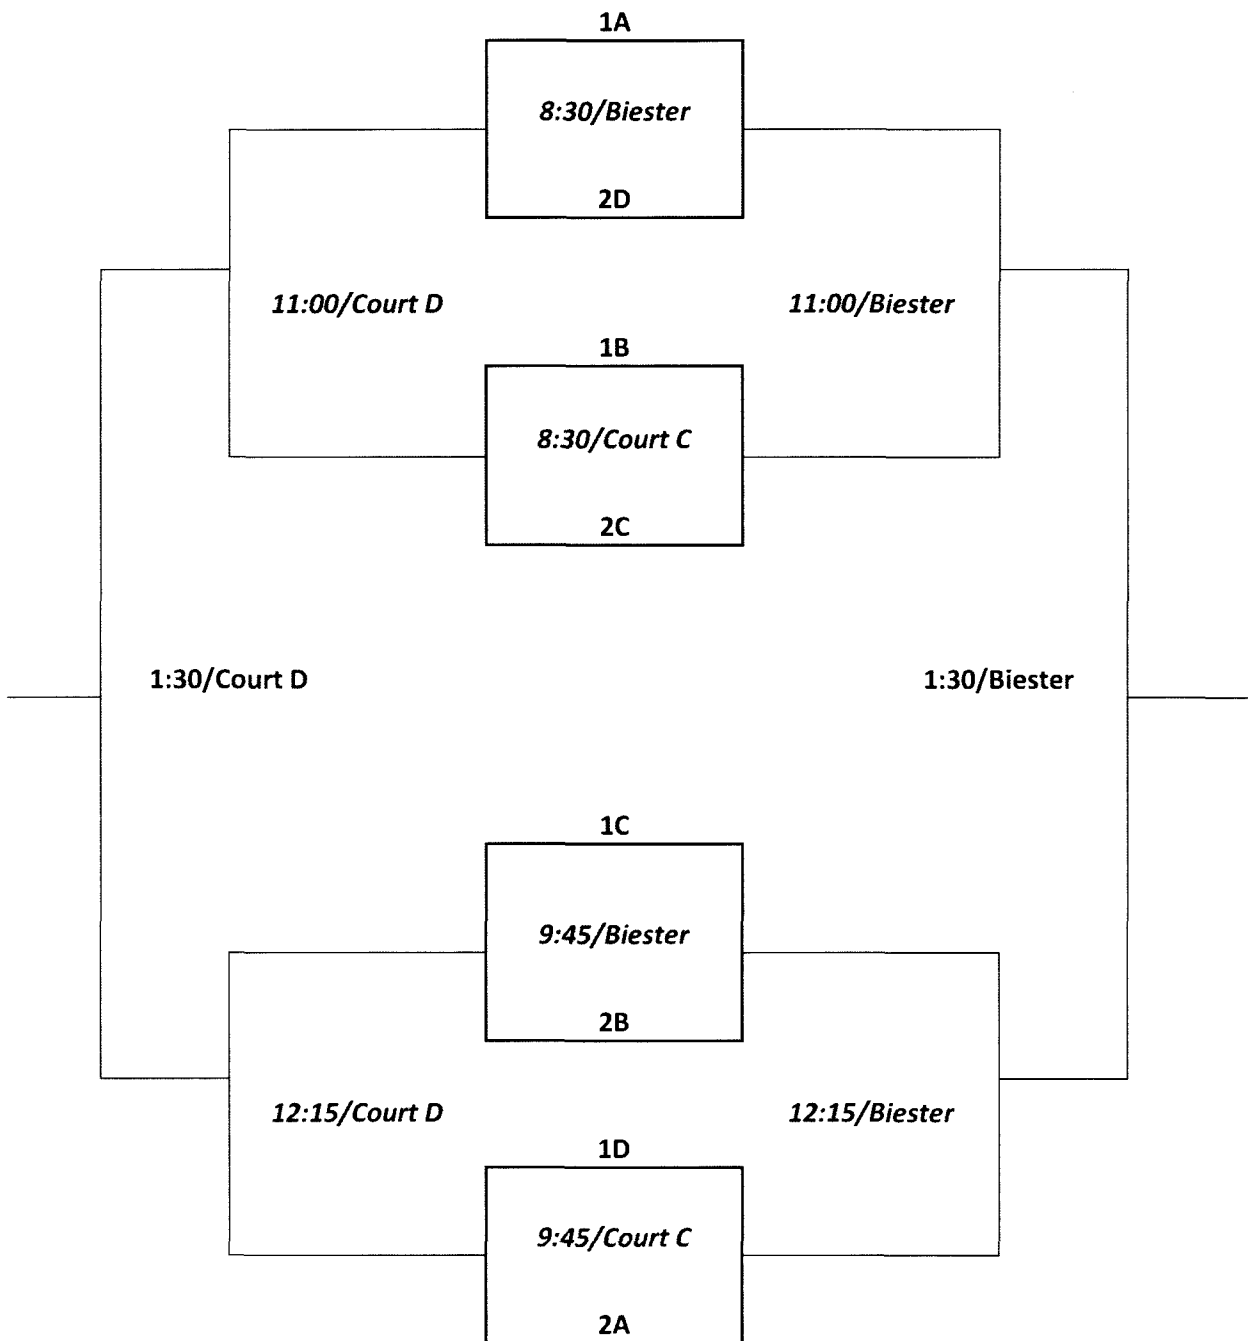 1A
8:30/Biester
2D
11:00/Court D
11:00/Biester
1B
8:30/Court C
2C
1:30/Court D
1:30/Biester
1C
9:45/Biester
2B
12:15/Court D
12:15/Biester
1D
9:45/Court C
2A